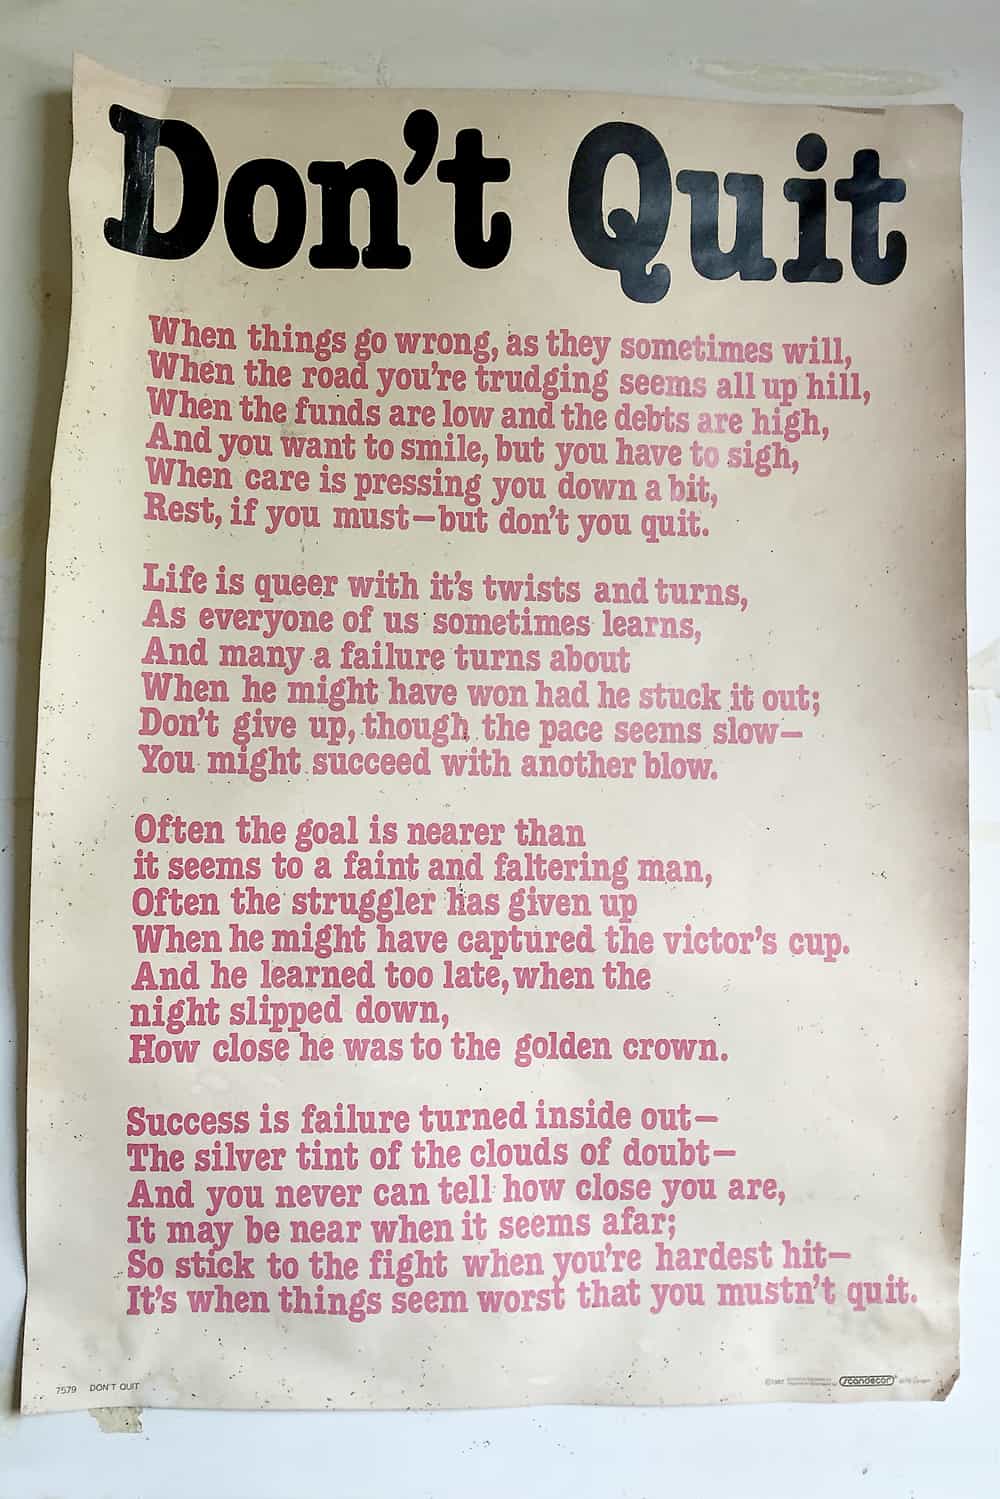 Don't Quit
When things go wrong, as they sometimes will,
When the road you're trudging seems all up hill,
When the funds are low and the debts are high,
And you want to smile, but you have to sigh,
When care is pressing you down a bit,
Rest, if you must—but don't you quit.
Life is queer with it's twists and turns,
As everyone of us sometimes learns,
And many a failure turns about
When he might have won had he stuck it out;
Don't give up, though the pace seems slow—
You might succeed with another blow.
Often the goal is nearer than
it seems to a faint and faltering man,
Often the struggler has given up
When he might have captured the victor's cup.
And he learned too late, when the
night slipped down,
How close he was to the golden crown.
Success is failure turned inside out—
The silver tint of the clouds of doubt—
And you never can tell how close you are,
It may be near when it seems afar;
So stick to the fight when you're hardest hit—
It's when things seem worst that you mustn't quit.
7579 DON'T QUIT
scandecor